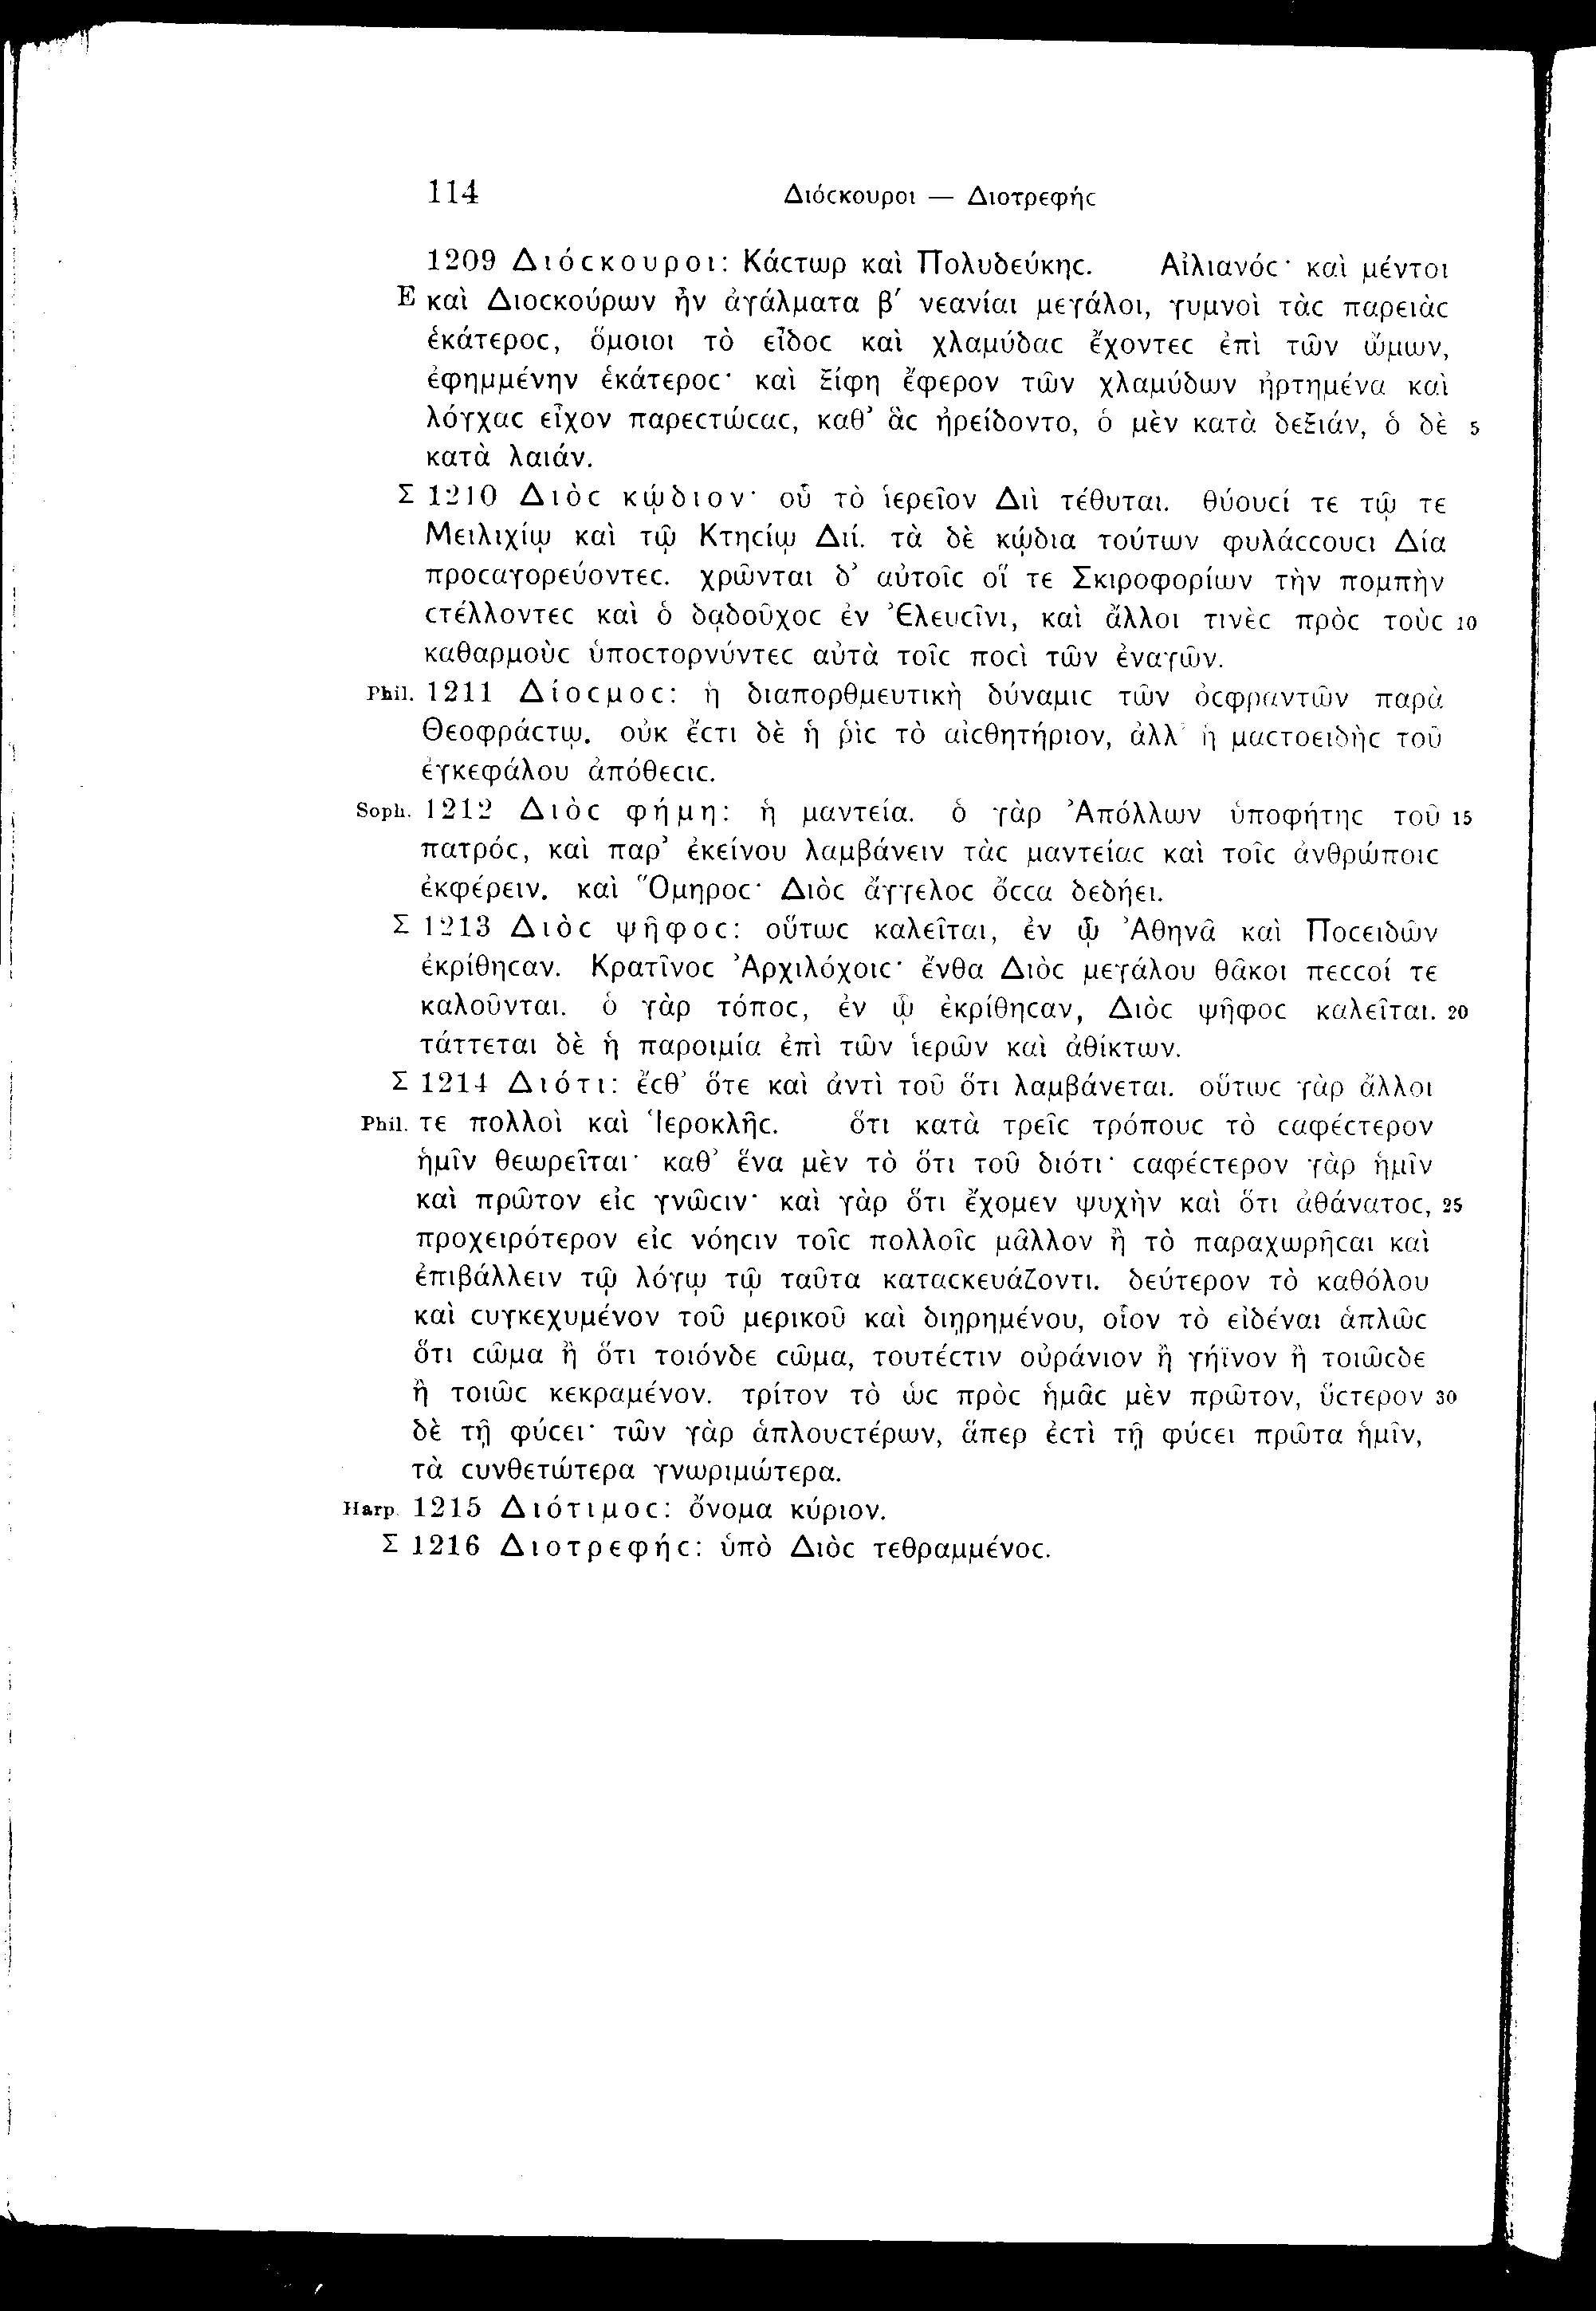 114 Διόϲκουροι — Διοτρεφήϲ
1209 Διόϲκουροι: Κάϲτωρ καὶ Πολυδεύκηϲ. Αἰλιανόϲ· καὶ μέντοι
Ε καὶ Διοϲκούρων ἦν ἀγάλματα β′ νεανίαι μεγάλοι, γυμνοὶ τὰϲ παρειὰϲ
ἑκάτεροϲ, ὅμοιοι τὸ εἶδοϲ καὶ χλαμύδαϲ ἔχοντεϲ ἐπὶ τῶν ὤμων,
ἐφημμένην ἑκάτεροϲ· καὶ ξίφη ἔφερον τῶν χλαμύδων ἠρτημένα καὶ
λόγχαϲ εἶχον παρεϲτώϲαϲ, καθ’ ἃϲ ἠρείδοντο, ὁ μὲν κατὰ δεξιάν, ὁ δὲ 5
κατὰ λαιάν.
Σ 1210 Διὸϲ κῴδιον· οὗ τὸ ἱερεῖον Διὶ τέθυται. θύουϲί τε τῷ τε
Μειλιχίῳ καὶ τῷ Κτηϲίῳ Διί. τὰ δὲ κῴδια τούτων φυλάϲϲουϲι Δία
προϲαγορεύοντεϲ. χρῶνται δ’ αὐτοῖϲ οἵ τε Σκιροφορίων τὴν πομπὴν
ϲτέλλοντεϲ καὶ ὁ δᾳδοῦχοϲ ἐν Ἐλευϲῖνι, καὶ ἄλλοι τινὲϲ πρὸϲ τοὺϲ 10
καθαρμοὺϲ ὑποϲτορνύντεϲ αὐτὰ τοῖϲ ποϲὶ τῶν ἐναγῶν.
Phil. 1211 Δίοϲμοϲ: ἡ διαπορθμευτικὴ δύναμιϲ τῶν ὀϲφραντῶν παρὰ
Θεοφράϲτῳ. οὐκ ἔϲτι δὲ ἡ ῥὶϲ τὸ αἰϲθητήριον, ἀλλ’ ἡ μαϲτοειδὴϲ τοῦ
ἐγκεφάλου ἀπόθεϲιϲ.
Soph. 1212 Διὸϲ φήμη: ἡ μαντεία. ὁ γὰρ Ἀπόλλων ὑποφήτηϲ τοῦ 15
πατρόϲ, καὶ παρ’ ἐκείνου λαμβάνειν τὰϲ μαντείαϲ καὶ τοῖϲ ἀνθρώποιϲ
ἐκφέρειν. καὶ Ὅμηροϲ· Διὸϲ ἄγγελοϲ ὄϲϲα δεδήει.
Σ 1213 Διὸϲ ψῆφοϲ: οὕτωϲ καλεῖται, ἐν ᾧ Ἀθηνᾶ καὶ Ποϲειδῶν
ἐκρίθηϲαν. Κρατῖνοϲ Ἀρχιλόχοιϲ· ἔνθα Διὸϲ μεγάλου θᾶκοι πεϲϲοί τε
καλοῦνται. ὁ γὰρ τόποϲ, ἐν ᾧ ἐκρίθηϲαν, Διὸϲ ψῆφοϲ καλεῖται. 20
τάττεται δὲ ἡ παροιμία ἐπὶ τῶν ἱερῶν καὶ ἀθίκτων.
Σ 1214 Διότι: ἔϲθ’ ὅτε καὶ ἀντὶ τοῦ ὅτι λαμβάνεται. οὕτωϲ γὰρ ἄλλοι
Phil. τε πολλοὶ καὶ Ἱεροκλῆϲ. ὅτι κατὰ τρεῖϲ τρόπουϲ τὸ ϲαφέϲτερον
ἡμῖν θεωρεῖται· καθ’ ἕνα μὲν τὸ ὅτι τοῦ διότι· ϲαφέϲτερον γὰρ ἡμῖν
καὶ πρῶτον εἰϲ γνῶϲιν· καὶ γὰρ ὅτι ἔχομεν ψυχὴν καὶ ὅτι ἀθάνατοϲ, 25
προχειρότερον εἰϲ νόηϲιν τοῖϲ πολλοῖϲ μᾶλλον ἢ τὸ παραχωρῆϲαι καὶ
ἐπιβάλλειν τῷ λόγῳ τῷ ταῦτα καταϲκευάζοντι. δεύτερον τὸ καθόλου
καὶ ϲυγκεχυμένον τοῦ μερικοῦ καὶ διῃρημένου, οἷον τὸ εἰδέναι ἁπλῶϲ
ὅτι ϲῶμα ἢ ὅτι τοιόνδε ϲῶμα, τουτέϲτιν οὐράνιον ἢ γήϊνον ἢ τοιῶϲδε
ἢ τοιῶϲ κεκραμένον. τρίτον τὸ ὡϲ πρὸϲ ἡμᾶϲ μὲν πρῶτον, ὕϲτερον 30
δὲ τῇ φύϲει· τῶν γὰρ ἁπλουϲτέρων, ἅπερ ἐϲτὶ τῇ φύϲει πρῶτα ἡμῖν,
τὰ ϲυνθετώτερα γνωριμώτερα.
Harp. 1215 Διότιμοϲ: ὄνομα κύριον.
Σ 1216 Διοτρεφήϲ: ὑπὸ Διὸϲ τεθραμμένοϲ.